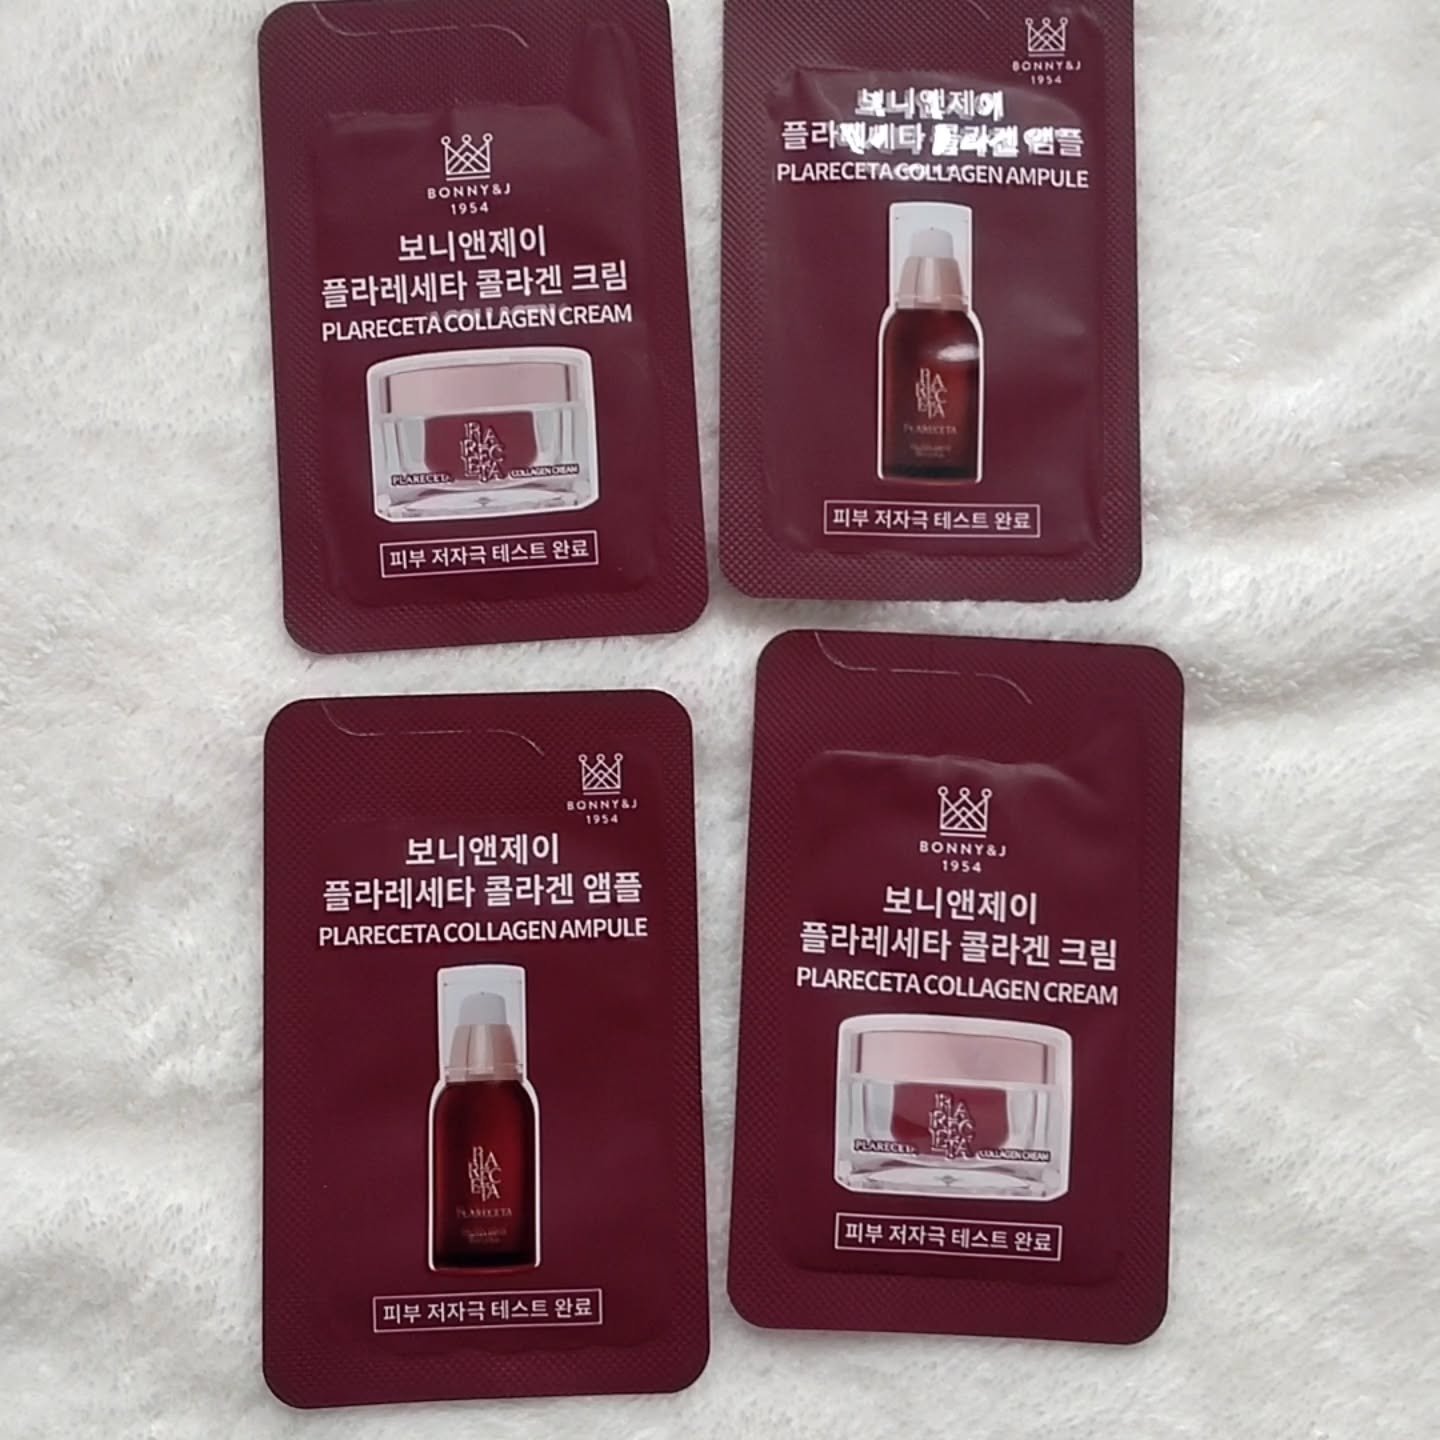 BONNY&J
1954
보니앤제이
플라레세타 콜라겐 크림
PLARECETA COLLAGEN CREAM
PLARECETA
COLLAGEN CREAM
피부 저자극 테스트 완료
BONNY&J
1954
보니앤제이
플라레세타 콜라겐 앰플
PLARECETA COLLAGEN AMPULE
PLARECETA
피부 저자극 테스트 완료
BONNY&J
1954
보니앤제이
플라레세타 콜라겐 앰플
PLARECETA COLLAGEN AMPULE
PLARECETA
피부 저자극 테스트 완료
BONNY&J
1954
보니앤제이
플라레세타 콜라겐 크림
PLARECETA COLLAGEN CREAM
PLARECETA
COLLAGEN CREAM
피부 저자극 테스트 완료